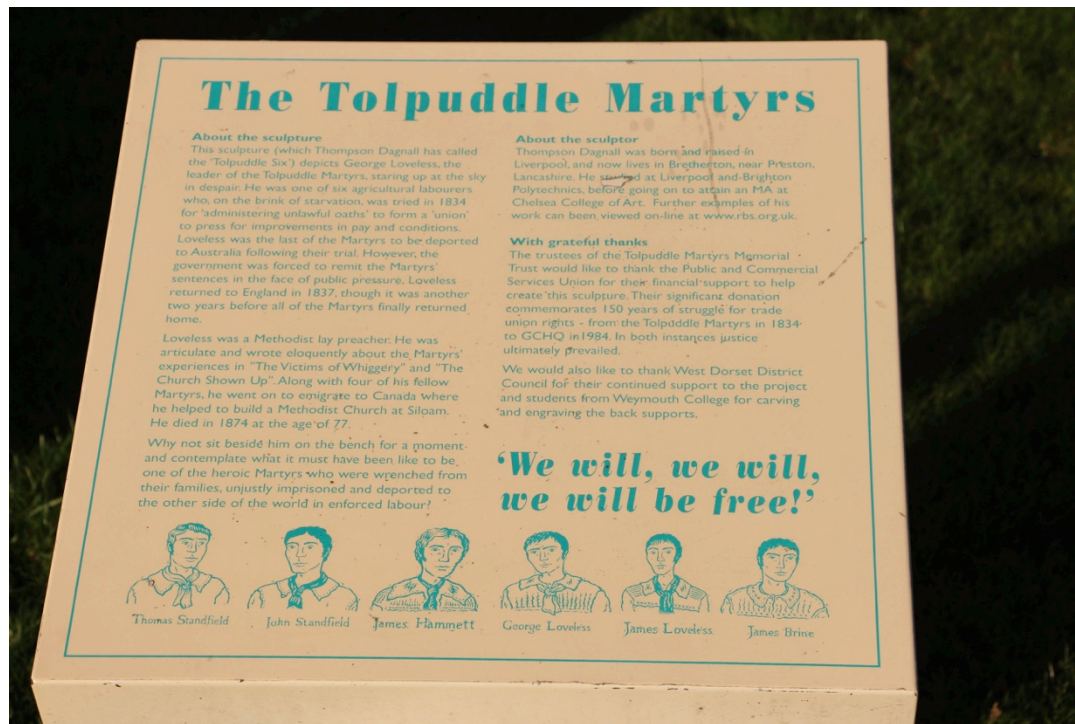 The Tolpuddle Martyrs
About the sculpture
This sculpture (which Thompson Dagnall has called
the 'Tolpuddle Six') depicts George Loveless, the
leader of the Tolpuddle Martyrs, staring up at the sky
in despair. He was one of six agricultural labourers
who, on the brink of starvation, was tried in 1834
for 'administering unlawful oaths' to form a 'union'
to press for improvements in pay and conditions.
Loveless was the last of the Martyrs to be deported
to Australia following their trial. However, the
government was forced to remit the Martyrs'
sentences in the face of public pressure. Loveless
returned to England in 1837, though it was another
two years before all of the Martyrs finally returned
home.
Loveless was a Methodist lay preacher. He was
articulate and wrote eloquently about the Martyrs'
experiences in "The Victims of Whiggery" and "The
Church Shown Up". Along with four of his fellow
Martyrs, he went on to emigrate to Canada where
he helped to build a Methodist Church at Siloam.
He died in 1874 at the age of 77.
Why not sit beside him on the bench for a moment
and contemplate what it must have been like to be
one of the heroic Martyrs who were wrenched from
their families, unjustly imprisoned and deported to
the other side of the world in enforced labour?
About the sculptor
Thompson Dagnall was born and raised in
Liverpool, and now lives in Bretherton, near Preston,
Lancashire. He at Liverpool and Brighton
Polytechnics, before going on to attain an MA at
Chelsea College of Art. Further examples of his
work can been viewed on-line at www.rbs.org.uk.
With grateful thanks
The trustees of the Tolpuddle Martyrs Memorial
Trust would like to thank the Public and Commercial
Services Union for their financial support to help
create this sculpture. Their significant donation
commemorates 150 years of struggle for trade
union rights - from the Tolpuddle Martyrs in 1834
to GCHQ in1984. In both instances justice
ultimately prevailed.
We would also like to thank West Dorset District
Council for their continued support to the project
and students from Weymouth College for carving
and engraving the back supports.
'We will, we will,
we will be free!'
Thomas Standfield
John Standfield
James Hammett
George Loveless
James Loveless
James Brine